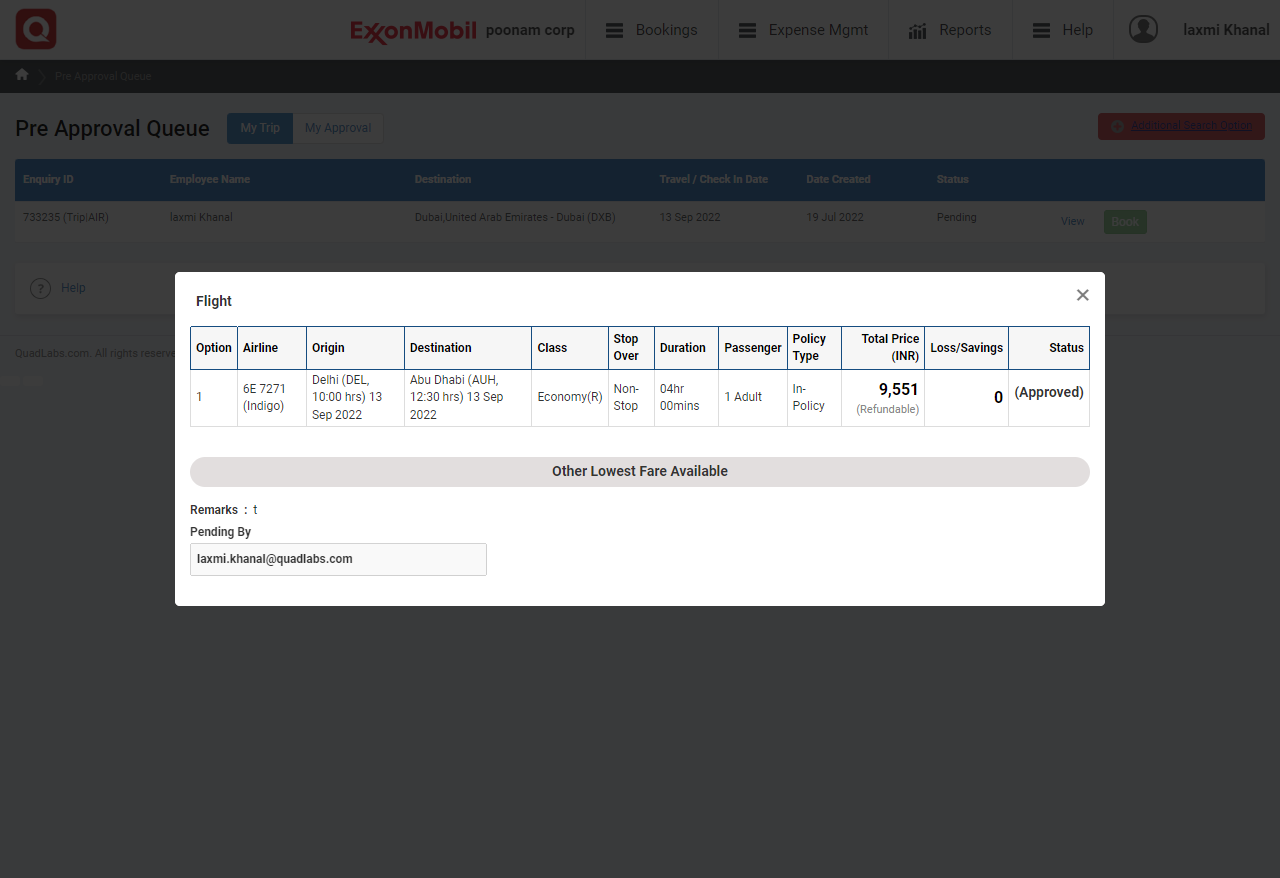 ExxonMobil poonam corp Bookings Expense Mgmt Reports Help laxmi Khanal
Pre Approval Queue
Pre Approval Queue My Trip My Approval Additional Search Option
Enquiry ID Employee Name Destination Travel / Check In Date Date Created Status
733235 (Trip|AIR) laxmi Khanal Dubai,United Arab Emirates - Dubai (DXB) 13 Sep 2022 19 Jul 2022 Pending View Book
? Help
QuadLabs.com. All rights reserve
Flight ×
Option Airline Origin Destination Class Stop Over Duration Passenger Policy Type Total Price (INR) Loss/Savings Status
1 6E 7271 (Indigo) Delhi (DEL, 10:00 hrs) 13 Sep 2022 Abu Dhabi (AUH, 12:30 hrs) 13 Sep 2022 Economy(R) Non-Stop 04hr 00mins 1 Adult In-Policy 9,551 (Refundable) 0 (Approved)
Other Lowest Fare Available
Remarks : t
Pending By
laxmi.khanal@quadlabs.com